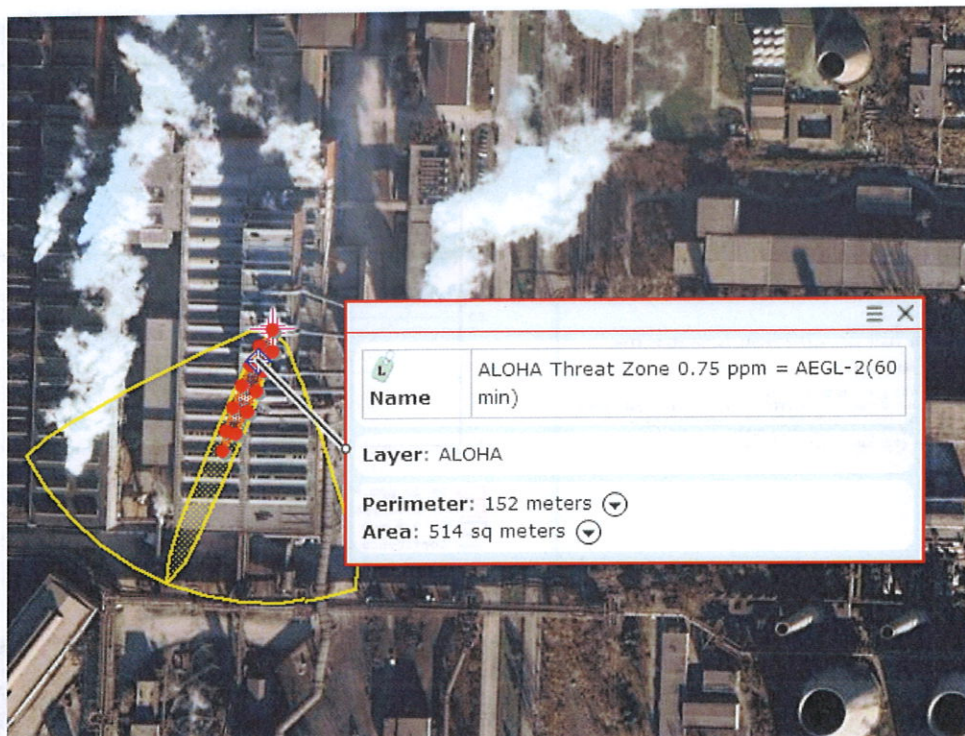 L
Name
ALOHA Threat Zone 0.75 ppm = AEGL-2(60
min)
Layer: ALOHA
Perimeter: 152 meters
Area: 514 sq meters